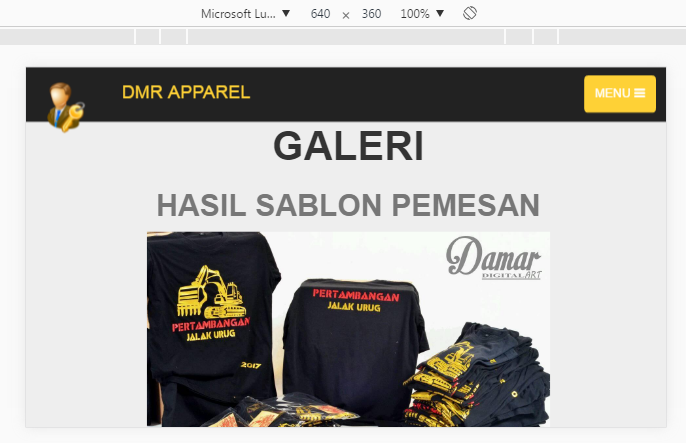 Microsoft Lu... ▼ 640 × 360 100% ▼
DMR APPAREL
MENU
GALERI
HASIL SABLON PEMESAN
Damar
DIGITAL ART
PERTAMBANGAN
JALAK URUG
2017
PERTAMBANGAN
JALAK URUG